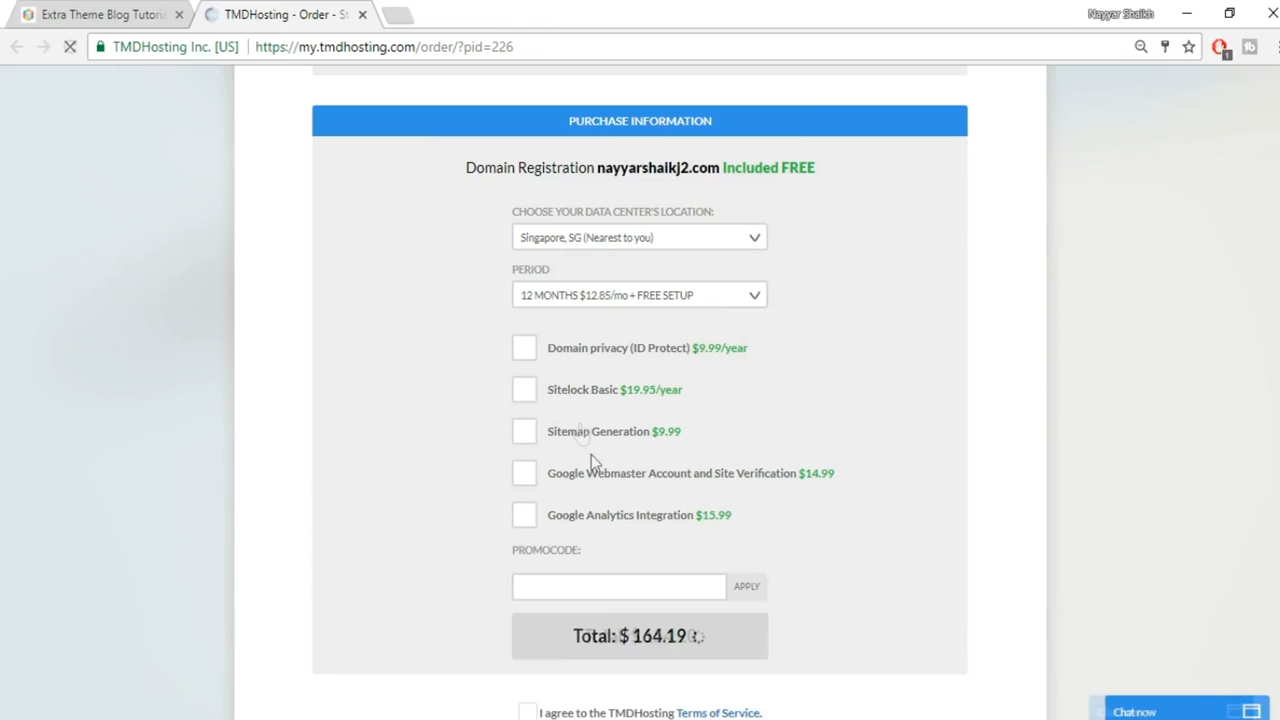 Extra Theme Blog Tutoria
TMDHosting - Order - St
Nayyar Shaikh
TMDHosting Inc. [US]
https://my.tmdhosting.com/order/?pid=226
1
PURCHASE INFORMATION
Domain Registration nayyarshaikj2.com Included FREE
CHOOSE YOUR DATA CENTER'S LOCATION:
Singapore, SG (Nearest to you)
PERIOD
12 MONTHS $12.85/mo + FREE SETUP
Domain privacy (ID Protect) $9.99/year
Sitelock Basic $19.95/year
Sitemap Generation $9.99
Google Webmaster Account and Site Verification $14.99
Google Analytics Integration $15.99
PROMOCODE:
APPLY
Total: $ 164.19
I agree to the TMDHosting Terms of Service.
Chat now